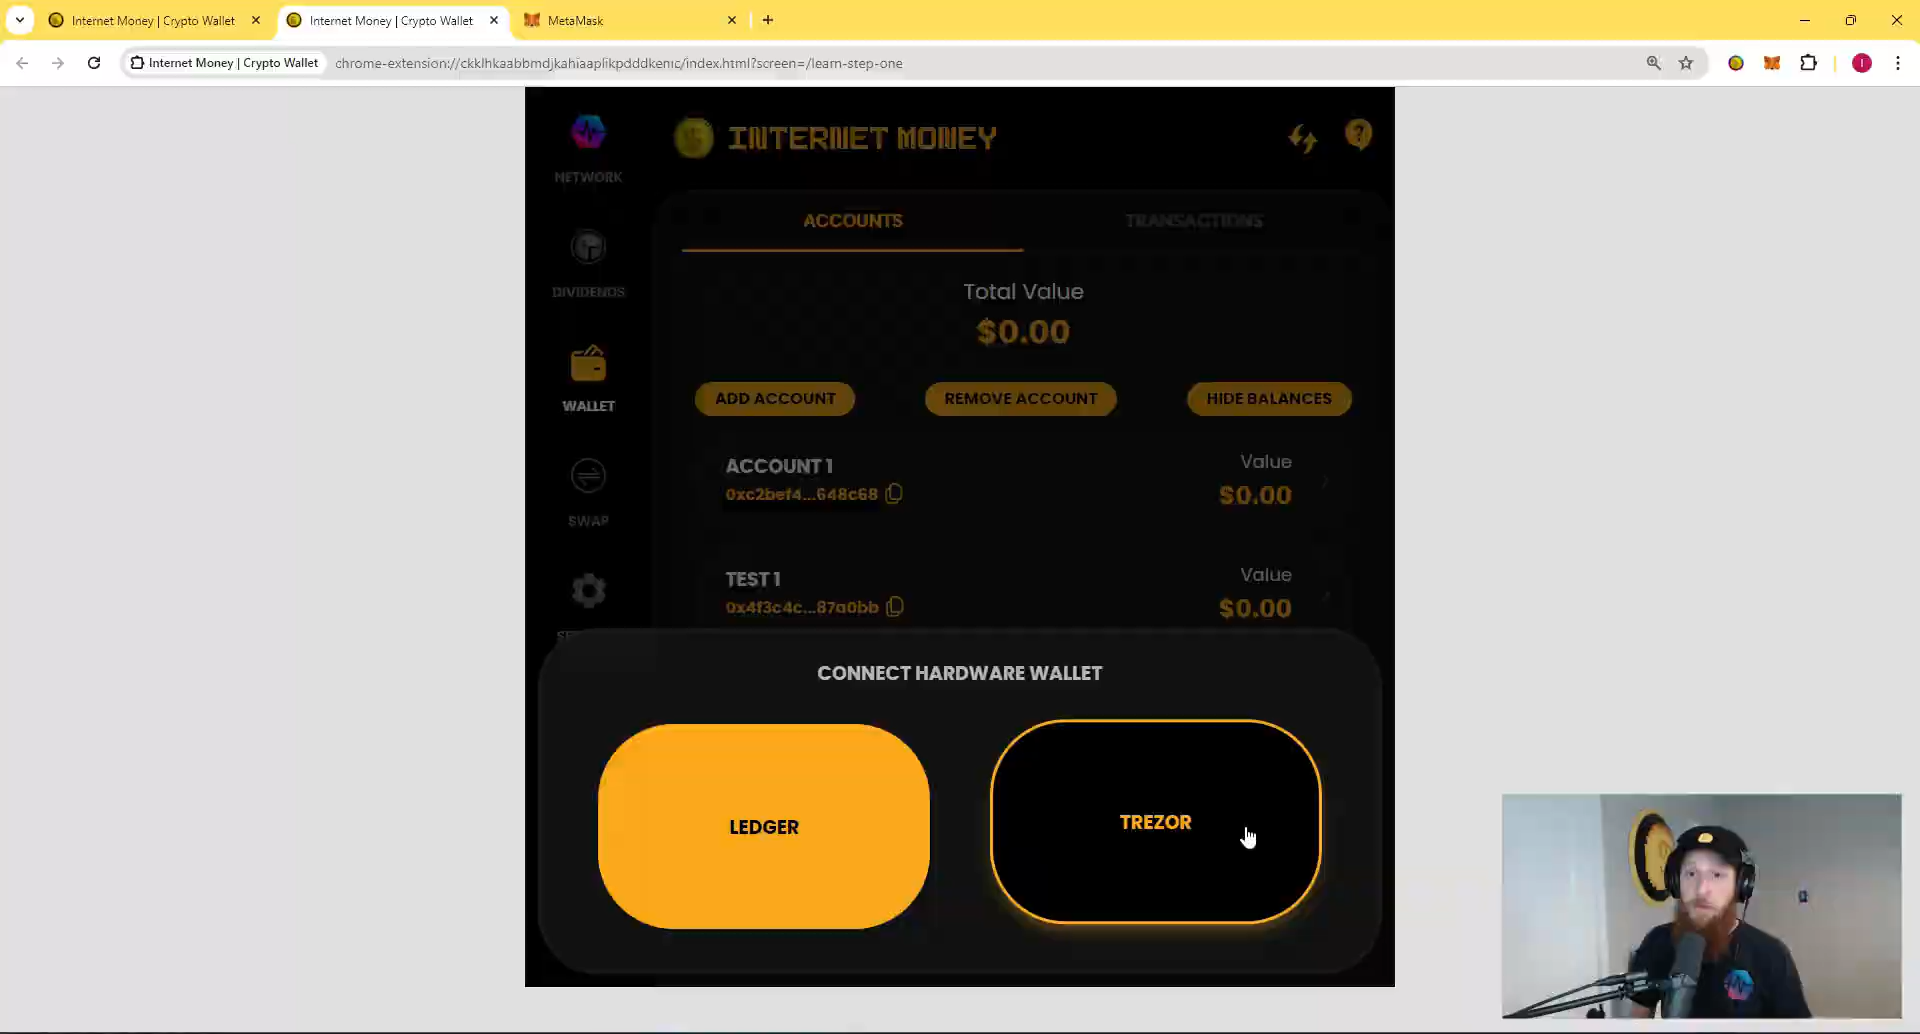 Internet Money | Crypto Wallet
Internet Money | Crypto Wallet
MetaMask
Internet Money | Crypto Wallet
chrome-extension://ckklhkaabbmdjkahiaaplikpdddkenic/index.html?screen=/learn-step-one
I
INTERNET MONEY
NETWORK
ACCOUNTS
TRANSACTIONS
DIVIDENDS
Total Value
$0.00
WALLET
ADD ACCOUNT
REMOVE ACCOUNT
HIDE BALANCES
ACCOUNT 1
0xc2bef4...648c68
Value
$0.00
SWAP
TEST 1
0x4f3c4c...87a0bb
Value
$0.00
CONNECT HARDWARE WALLET
LEDGER
TREZOR